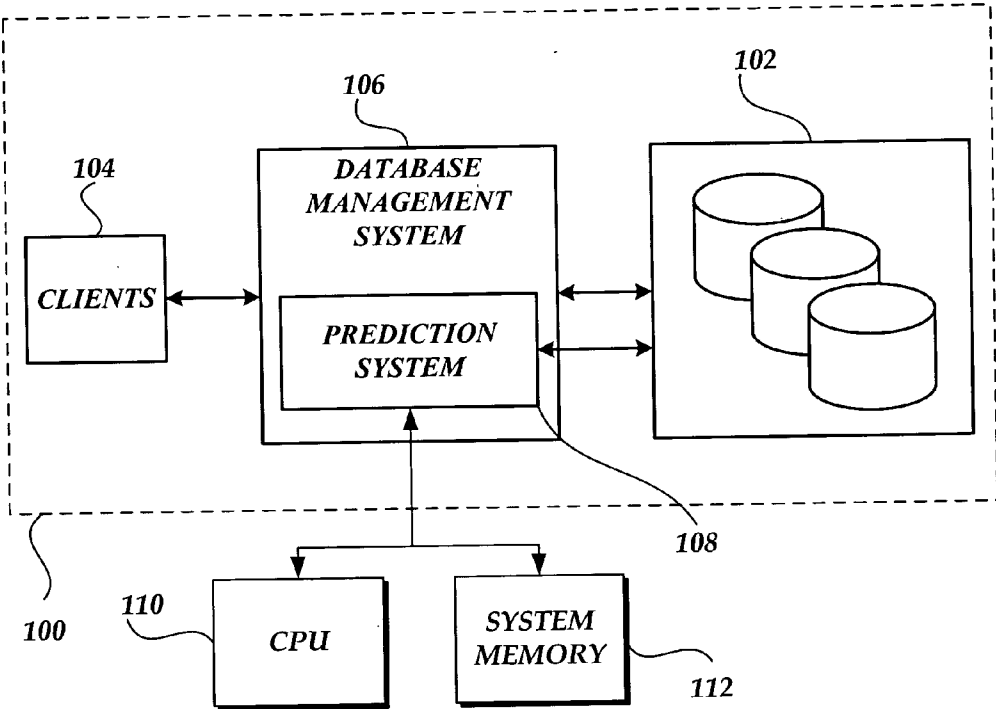 106
102
104
DATABASE
MANAGEMENT
SYSTEM
CLIENTS
PREDICTION
SYSTEM
108
100
110
CPU
SYSTEM
MEMORY
112